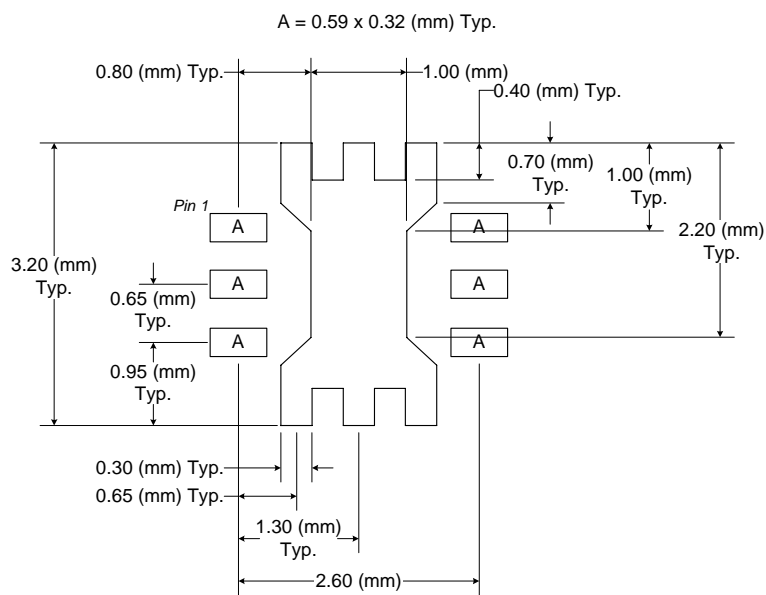 A = 0.59 x 0.32 (mm) Typ.
0.80 (mm) Typ.
1.00 (mm)
0.40 (mm) Typ.
0.70 (mm)
Typ.
1.00 (mm)
Typ.
2.20 (mm)
Typ.
Pin 1
A
A
3.20 (mm)
Typ.
A
A
0.65 (mm)
Typ.
A
A
0.95 (mm)
Typ.
0.30 (mm) Typ.
0.65 (mm) Typ.
1.30 (mm)
Typ.
2.60 (mm)